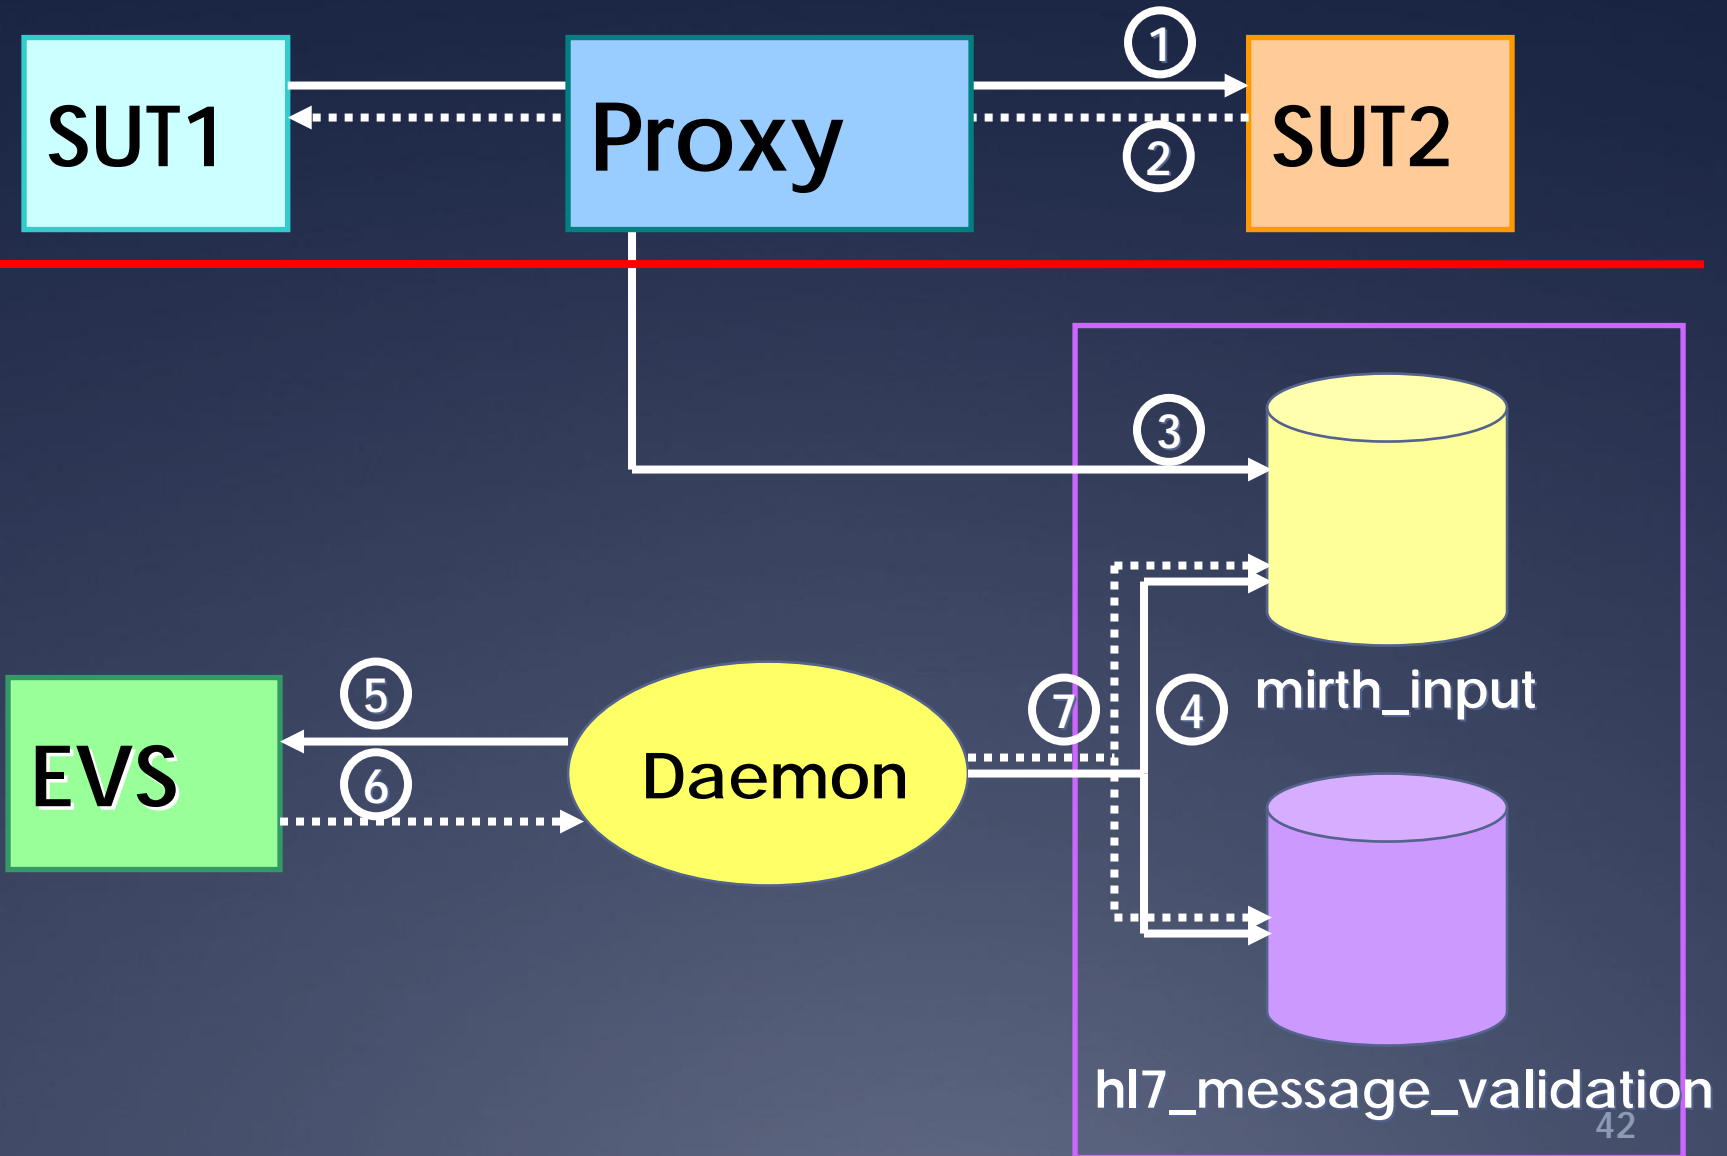 1
SUT1
Proxy
SUT2
2
3
mirth_input
5
7
4
EVS
Daemon
6
hl7_message_validation
42